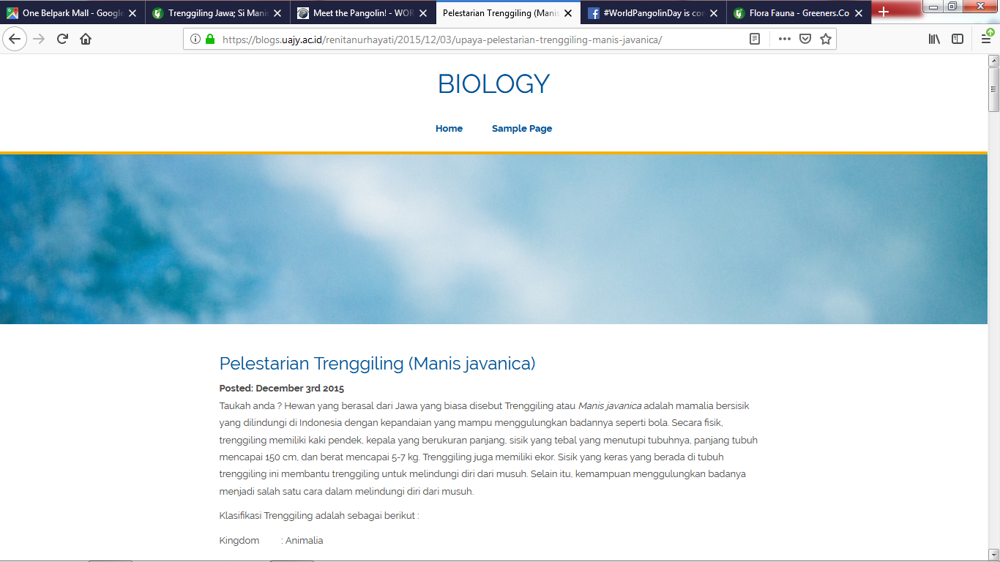 One Belpark Mall - Google
Trenggiling Jawa; Si Manis
Meet the Pangolin! - WOR
Pelestarian Trenggiling (Manis
#WorldPangolinDay is con
Flora Fauna - Greeners.Co
https://blogs.uajy.ac.id/renitanurhayati/2015/12/03/upaya-pelestarian-trenggiling-manis-javanica/
BIOLOGY
Home Sample Page
Pelestarian Trenggiling (Manis javanica)
Posted: December 3rd 2015
Taukah anda ? Hewan yang berasal dari Jawa yang biasa disebut Trenggiling atau Manis javanica adalah mamalia bersisik
yang dilindungi di Indonesia dengan kepandaian yang mampu menggulungkan badannya seperti bola. Secara fisik,
trenggiling memiliki kaki pendek, kepala yang berukuran panjang, sisik yang tebal yang menutupi tubuhnya, panjang tubuh
mencapai 150 cm, dan berat mencapai 5-7 kg. Trenggiling juga memiliki ekor. Sisik yang keras yang berada di tubuh
trenggiling ini membantu trenggiling untuk melindungi diri dari musuh. Selain itu, kemampuan menggulungkan badanya
menjadi salah satu cara dalam melindungi diri dari musuh.
Klasifikasi Trenggiling adalah sebagai berikut :
Kingdom : Animalia